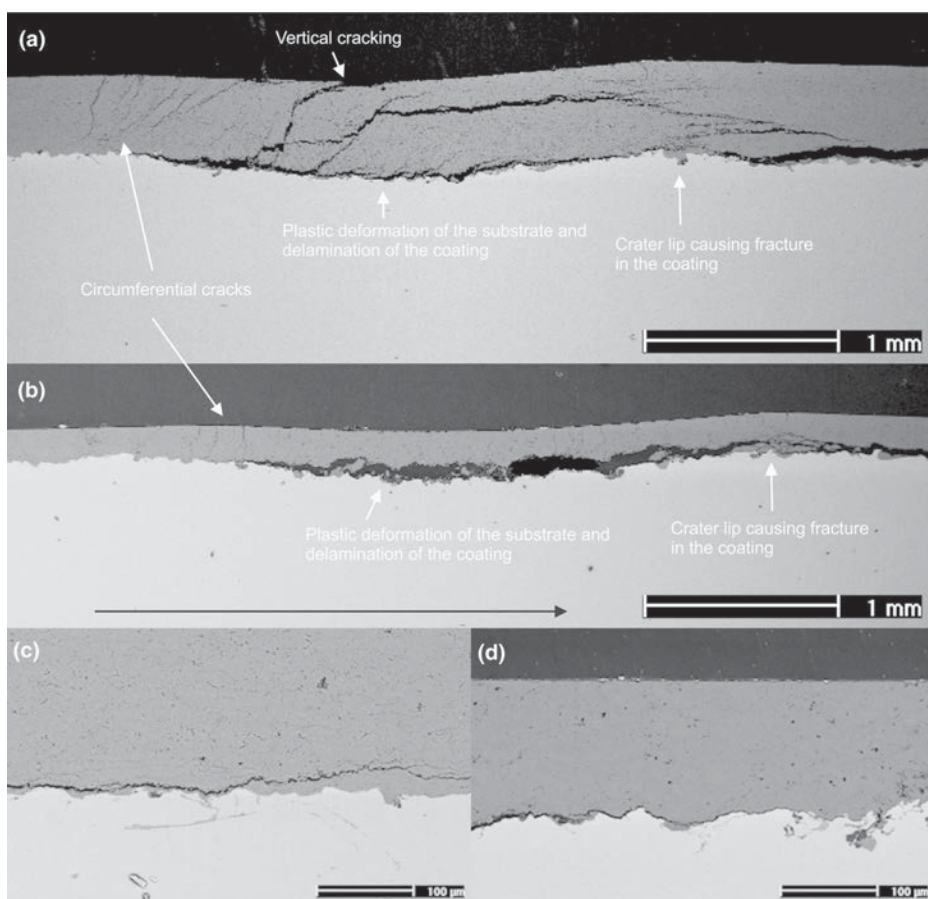 (a)
Vertical cracking
Plastic deformation of the substrate and
delamination of the coating
Crater lip causing fracture
in the coating
Circumferential cracks
1 mm
(b)
Plastic deformation of the substrate and
delamination of the coating
Crater lip causing fracture
in the coating
1 mm
(c)
100 µm
(d)
100 µm